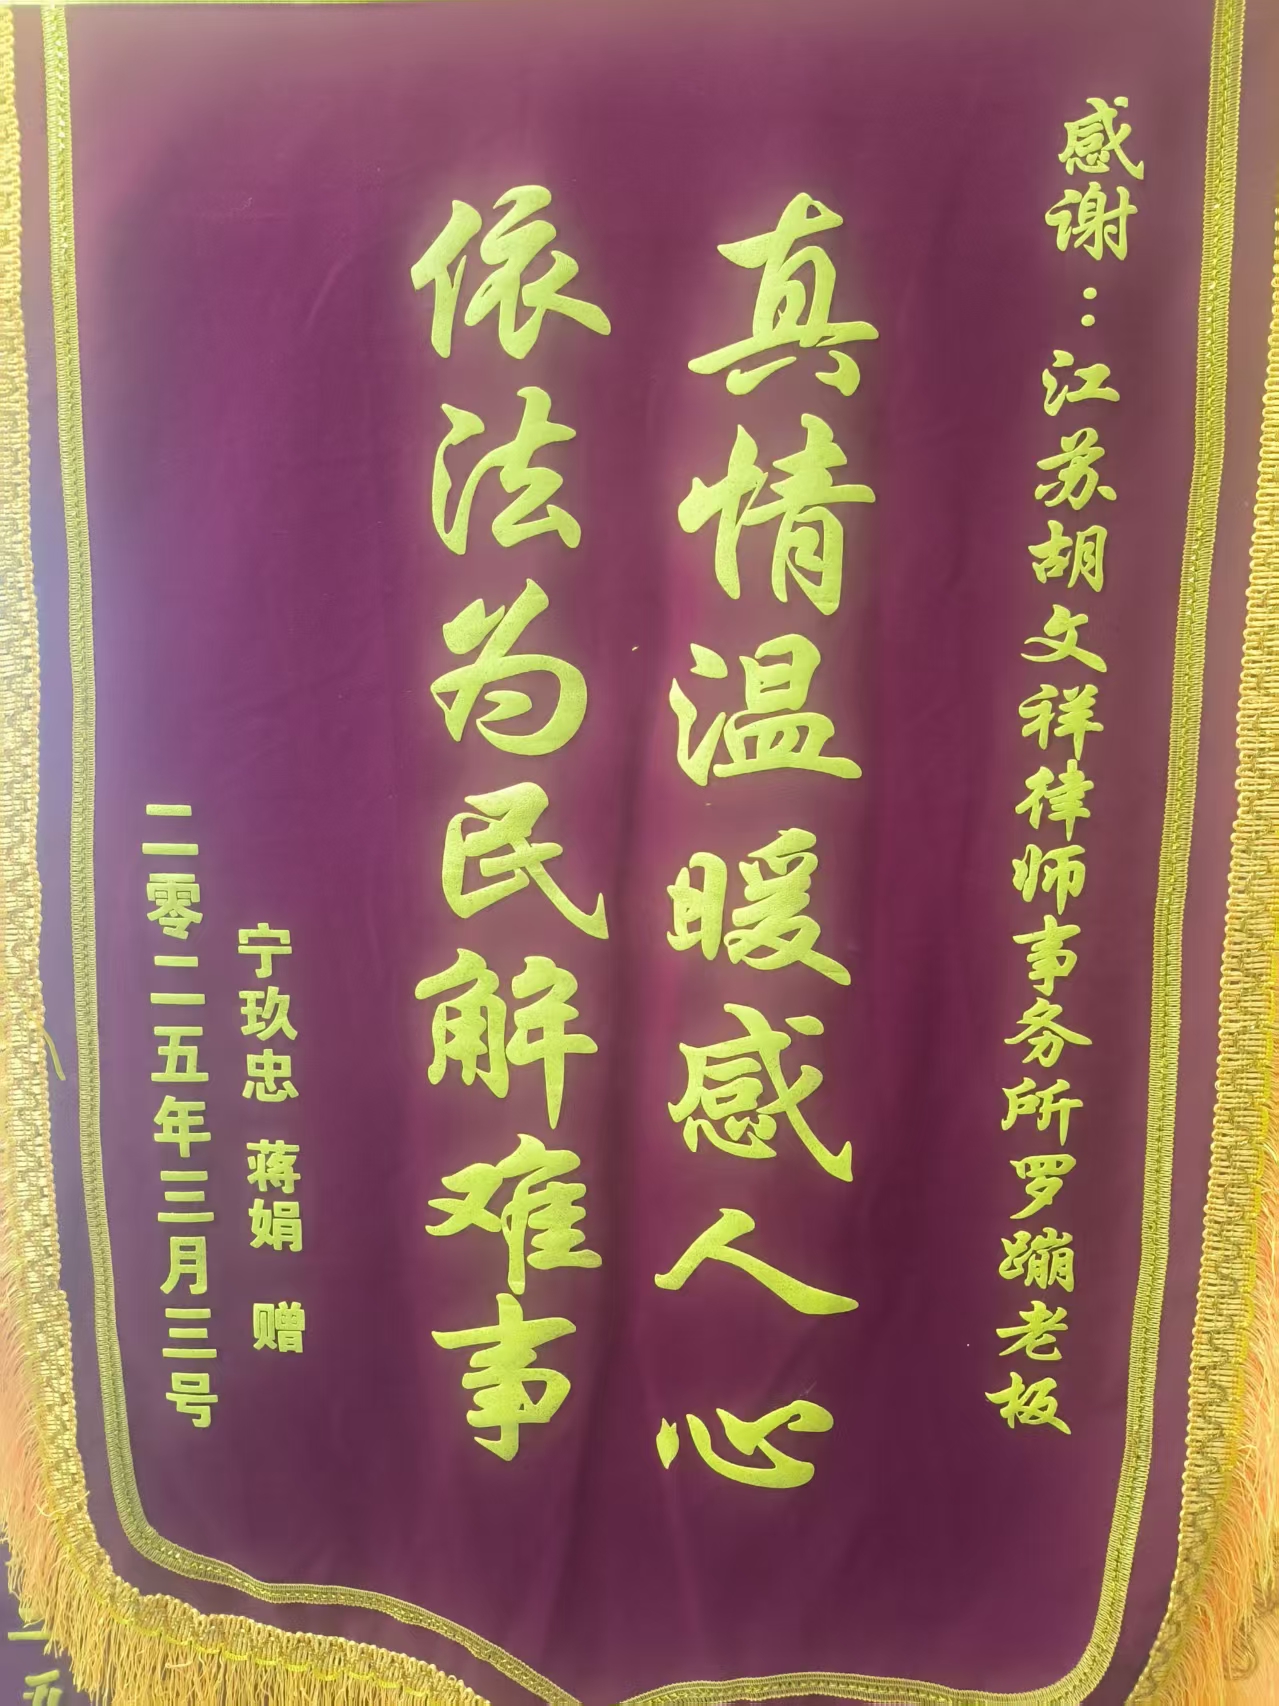 感谢：江苏胡文祥律师事务所罗蹦老板
真情温暖感人心
依法为民解难事
宁玖忠 蒋娟 赠
二零二五年三月三号